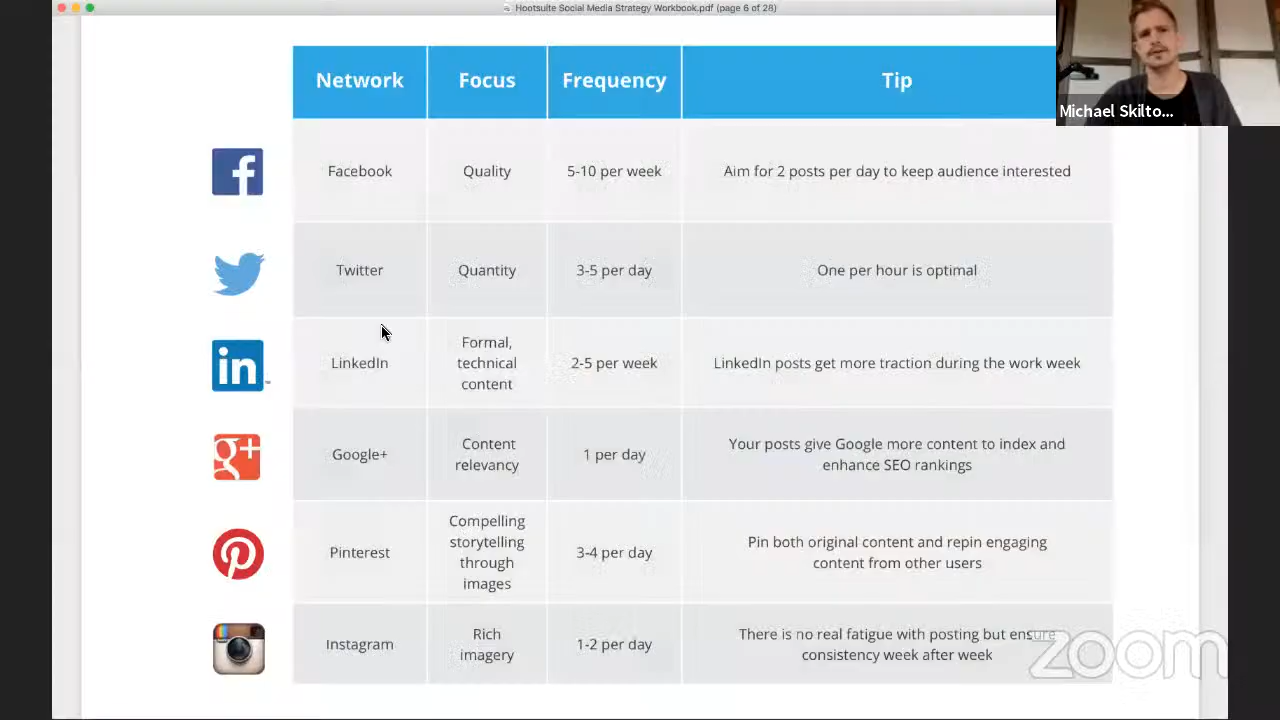 Hootsuite Social Media Strategy Workbook.pdf (page 6 of 28)
Network Focus Frequency Tip
Michael Skilto...
Facebook Quality 5-10 per week Aim for 2 posts per day to keep audience interested
Twitter Quantity 3-5 per day One per hour is optimal
LinkedIn
Formal,
technical
content
2-5 per week
LinkedIn posts get more traction during the work week
Google+
Content
relevancy
1 per day
Your posts give Google more content to index and
enhance SEO rankings
Pinterest
Compelling
storytelling
through
images
3-4 per day
Pin both original content and repin engaging
content from other users
Instagram
Rich
imagery
1-2 per day
There is no real fatigue with posting but ensure
consistency week after week
zoom